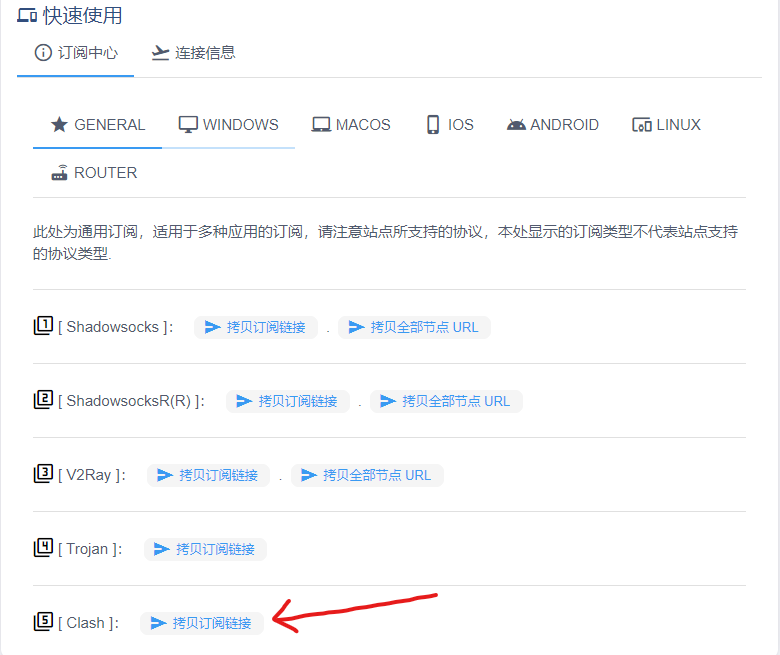 快速使用
订阅中心 连接信息
GENERAL WINDOWS MACOS IOS ANDROID LINUX
ROUTER
此处为通用订阅，适用于多种应用的订阅，请注意站点所支持的协议，本处显示的订阅类型不代表站点支持
的协议类型.
1 [ Shadowsocks ]: 拷贝订阅链接 . 拷贝全部节点 URL
2 [ ShadowsocksR(R) ]: 拷贝订阅链接 . 拷贝全部节点 URL
3 [ V2Ray ]: 拷贝订阅链接 . 拷贝全部节点 URL
4 [ Trojan ]: 拷贝订阅链接
5 [ Clash ]: 拷贝订阅链接